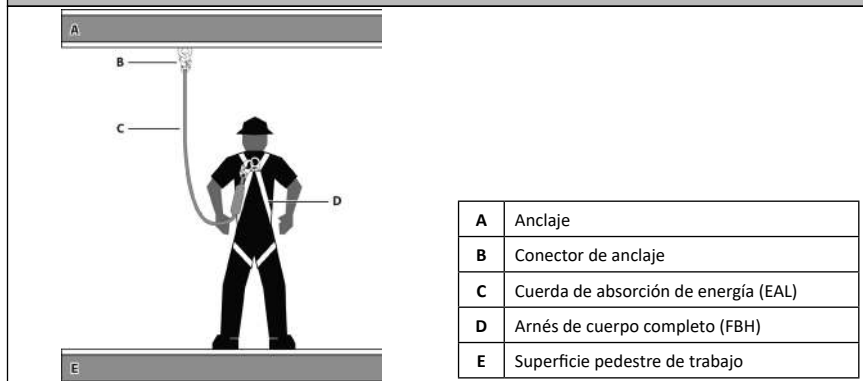 A
B
C
D
E
A Anclaje
B Conector de anclaje
C Cuerda de absorción de energía (EAL)
D Arnés de cuerpo completo (FBH)
E Superficie pedestre de trabajo